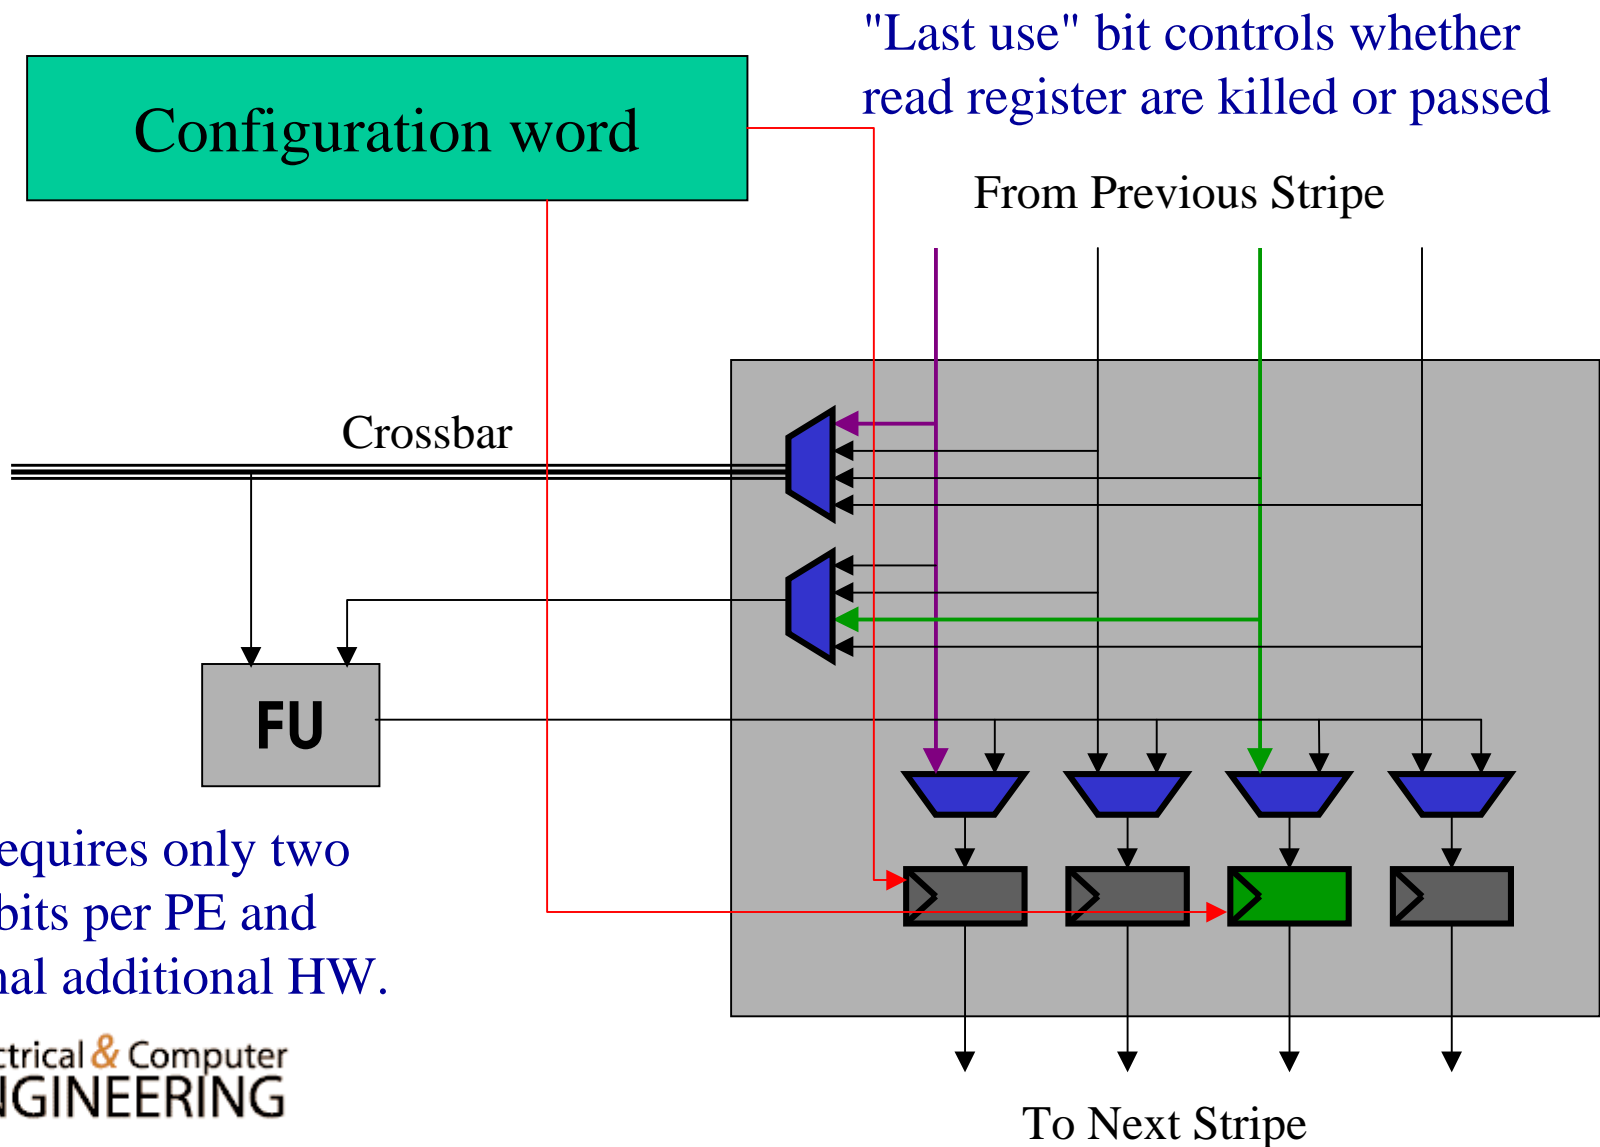 "Last use" bit controls whether
read register are killed or passed
Configuration word
From Previous Stripe
Crossbar
FU
equires only two
bits per PE and
nal additional HW.
ctrical & Computer
NGINEERING
To Next Stripe